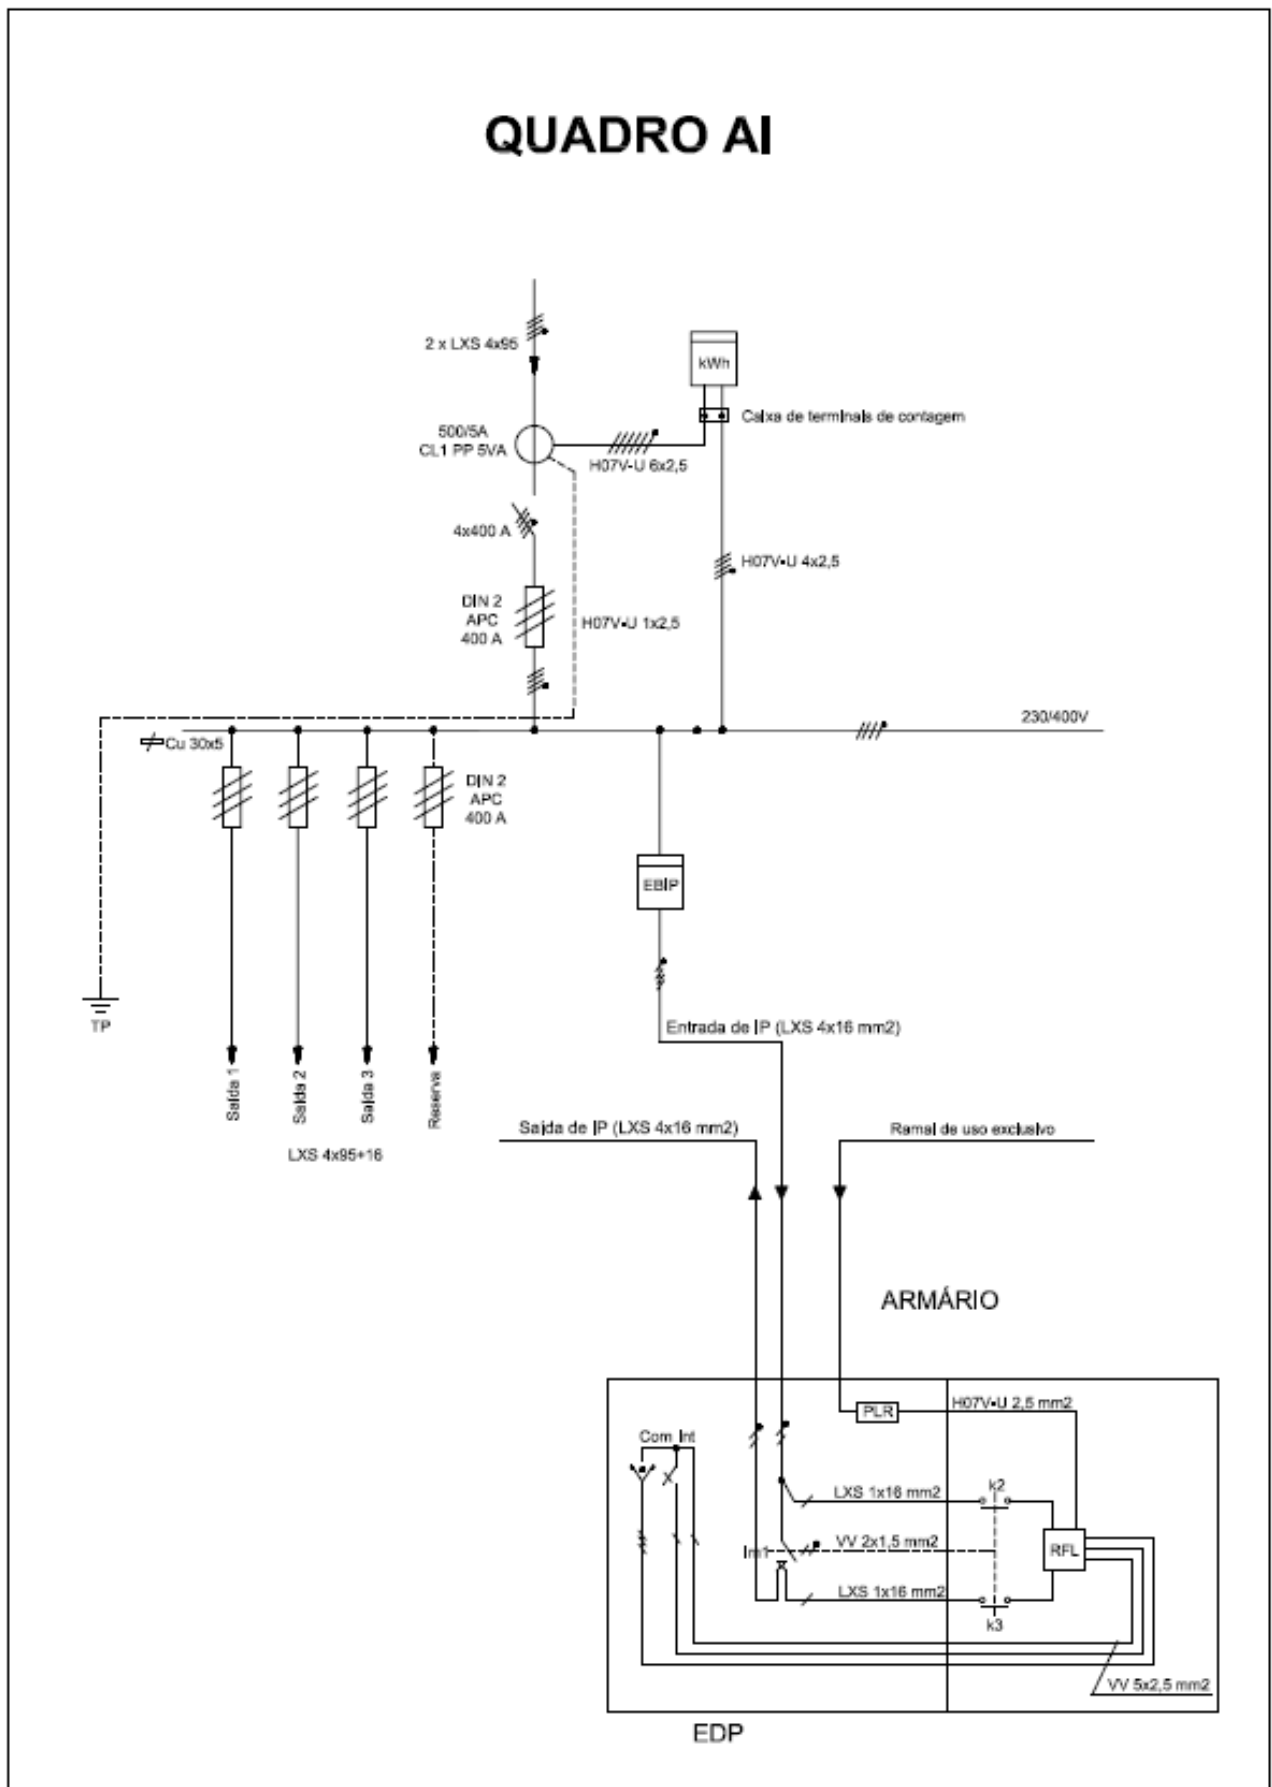 QUADRO AI
2 x LXS 4x95
kWh
Caixa de terminais de contagem
500/5A
CL1 PP 5VA
H07V-U 6x2,5
4x400 A
H07V-U 4x2,5
DIN 2
APC
400 A
H07V-U 1x2,5
230/400V
Cu 30x5
DIN 2
APC
400 A
EBIP
TP
Entrada de IP (LXS 4x16 mm2)
Saída 1
Saída 2
Saída 3
Reserva
LXS 4x95+16
Saída de IP (LXS 4x16 mm2)
Ramal de uso exclusivo
ARMÁRIO
PLR
H07V-U 2,5 mm2
Com Int
k2
LXS 1x16 mm2
Im1
VV 2x1,5 mm2
RFL
LXS 1x16 mm2
k3
VV 5x2,5 mm2
EDP